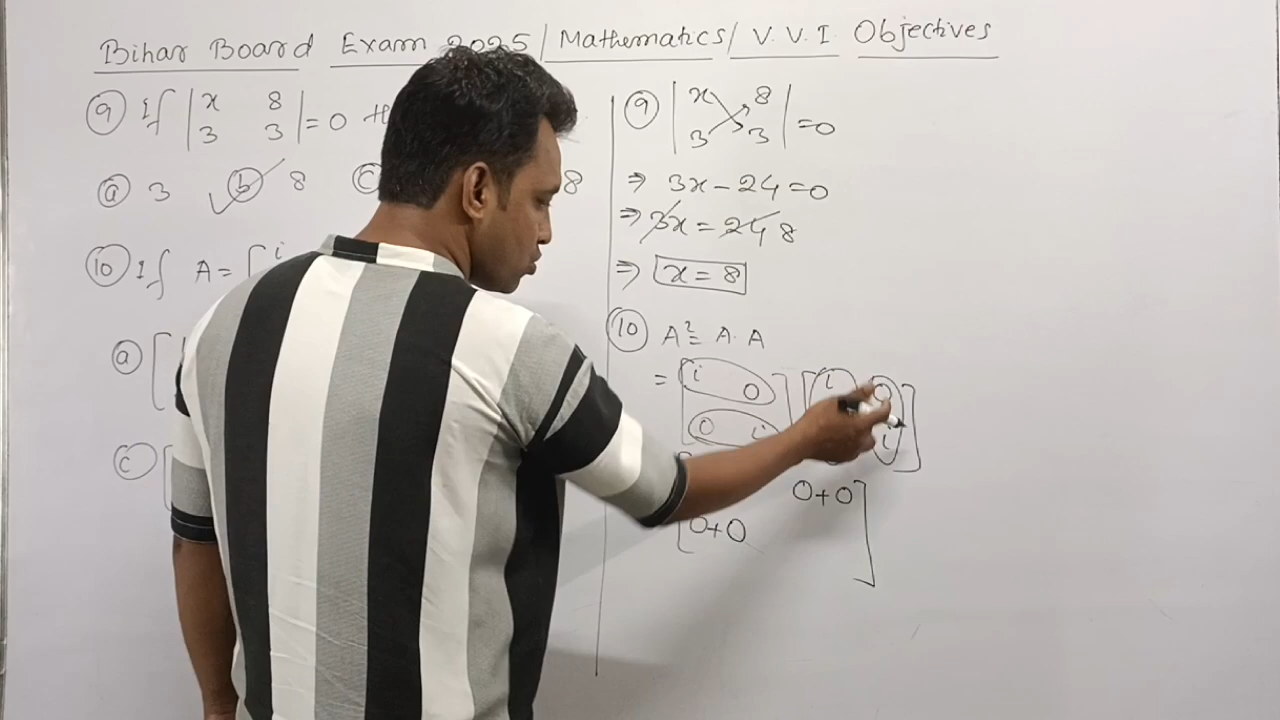 Bihar Board Exam 2025 / Mathematics / V.V.I Objectives
⑨ If | x 8 | = 0
| 3 3 |
ⓐ 3 ⓑ 8 ⓒ 8
⑩ If A = [ i
ⓐ [
ⓒ [
⑨ | x 8 | = 0
| 3 3 |
⇒ 3x - 24 = 0
⇒ 3x = 24 8
⇒ x = 8
⑩ A² = A. A
= [ i 0 ] [ i 0 ]
[ 0 i ] [ i ]
[ 0+0 ]
[ 0+0 ]